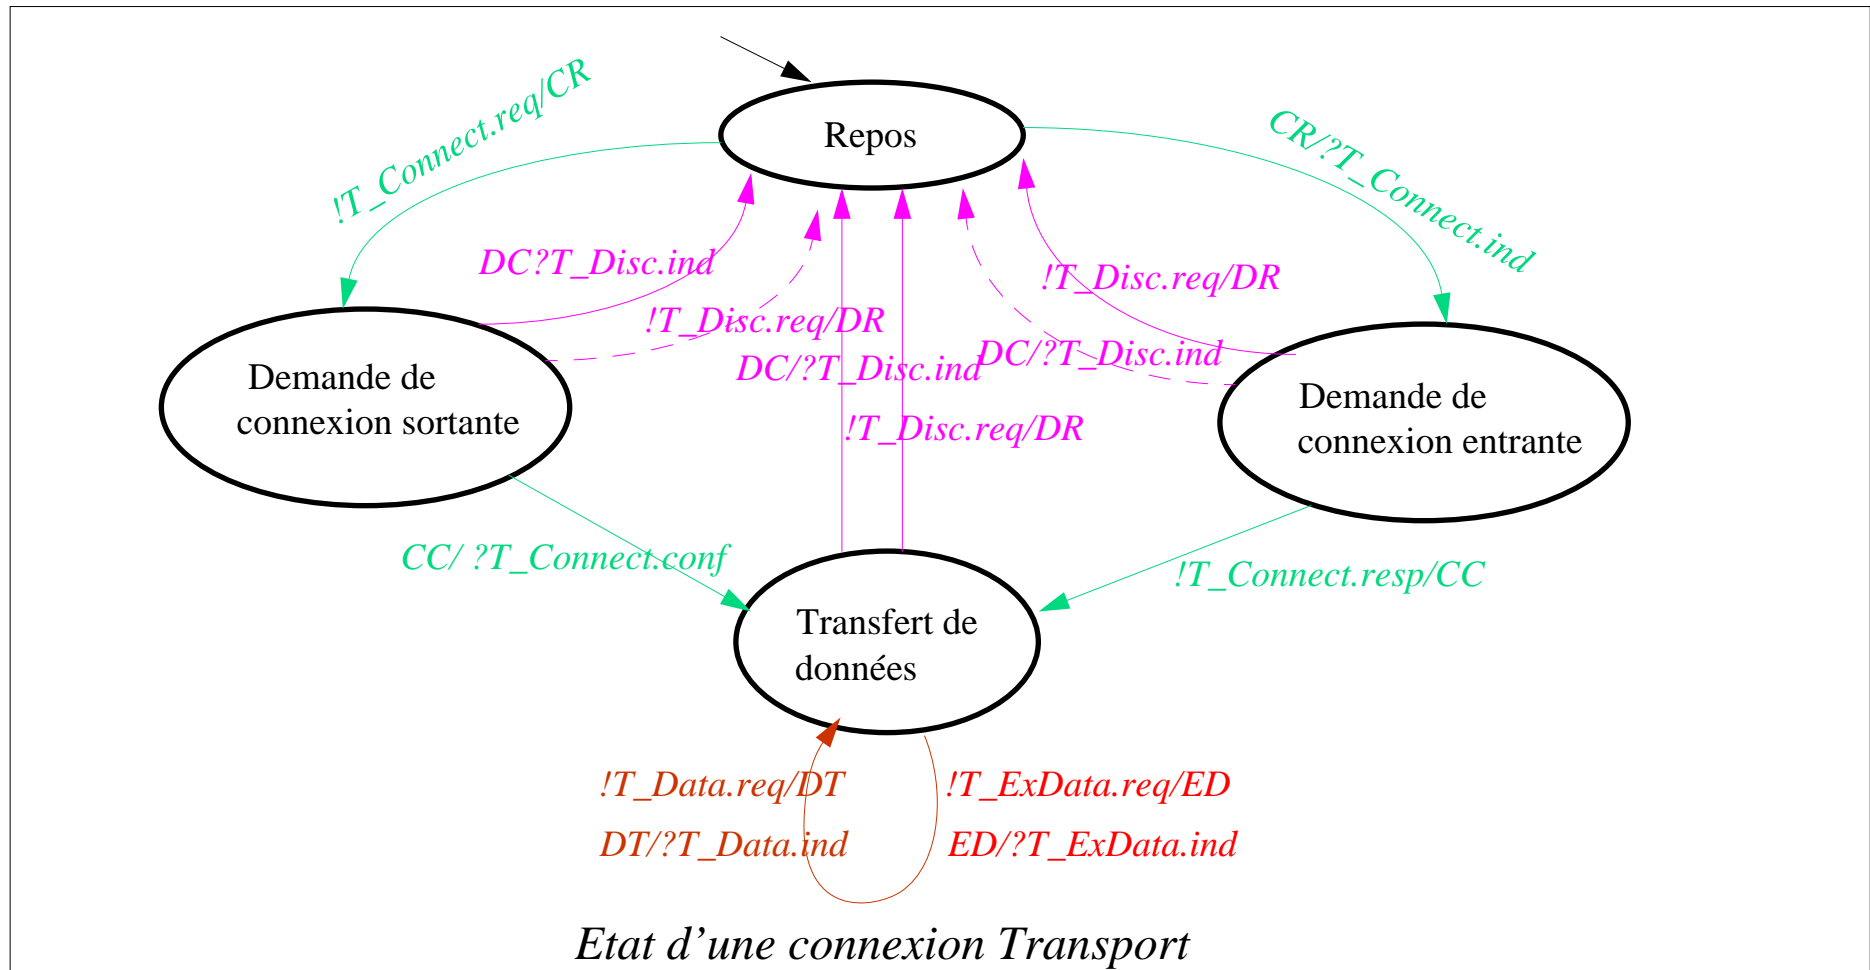 !T_Connect.req/CR
Repos
CR/?T_Connect.ind
DC?T_Disc.ind
!T_Disc.req/DR
!T_Disc.req/DR
DC/?T_Disc.ind
DC/?T_Disc.ind
Demande de
connexion sortante
Demande de
connexion entrante
!T_Disc.req/DR
CC/ ?T_Connect.conf
!T_Connect.resp/CC
Transfert de
données
!T_Data.req/DT
!T_ExData.req/ED
DT/?T_Data.ind
ED/?T_ExData.ind
Etat d’une connexion Transport